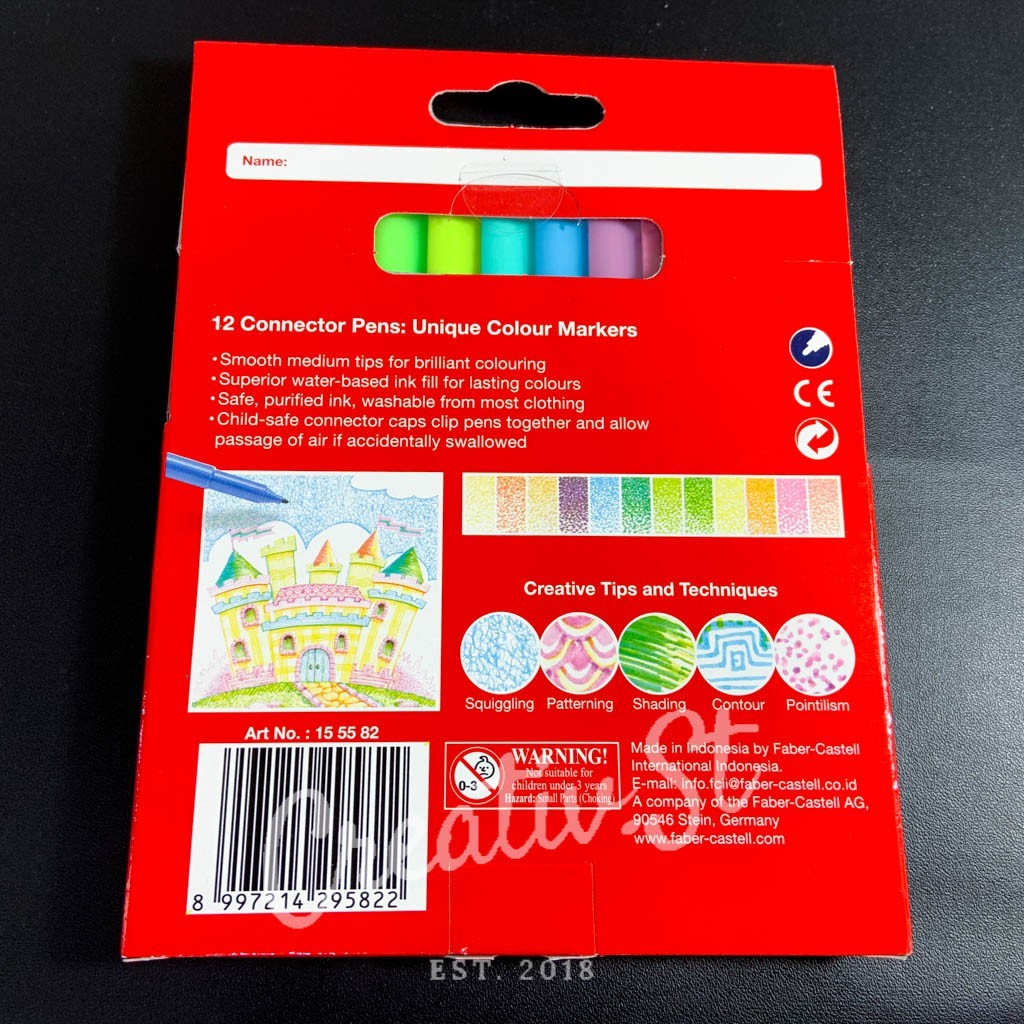 Name:
12 Connector Pens: Unique Colour Markers
•Smooth medium tips for brilliant colouring
•Superior water-based ink fill for lasting colours
•Safe, purified ink, washable from most clothing
•Child-safe connector caps clip pens together and allow
passage of air if accidentally swallowed
CE
Creative Tips and Techniques
Squiggling Patterning Shading Contour Pointilism
Art No. : 15 55 82
8 997214 295822
0-3
WARNING!
Not suitable for
children under 3 years
Hazard: Small Parts (Choking)
Made in Indonesia by Faber-Castell
International Indonesia.
E-mail: info.fci@faber-castell.co.id
A company of the Faber-Castell AG,
90546 Stein, Germany
www.faber-castell.com
Creativ.St
EST. 2018